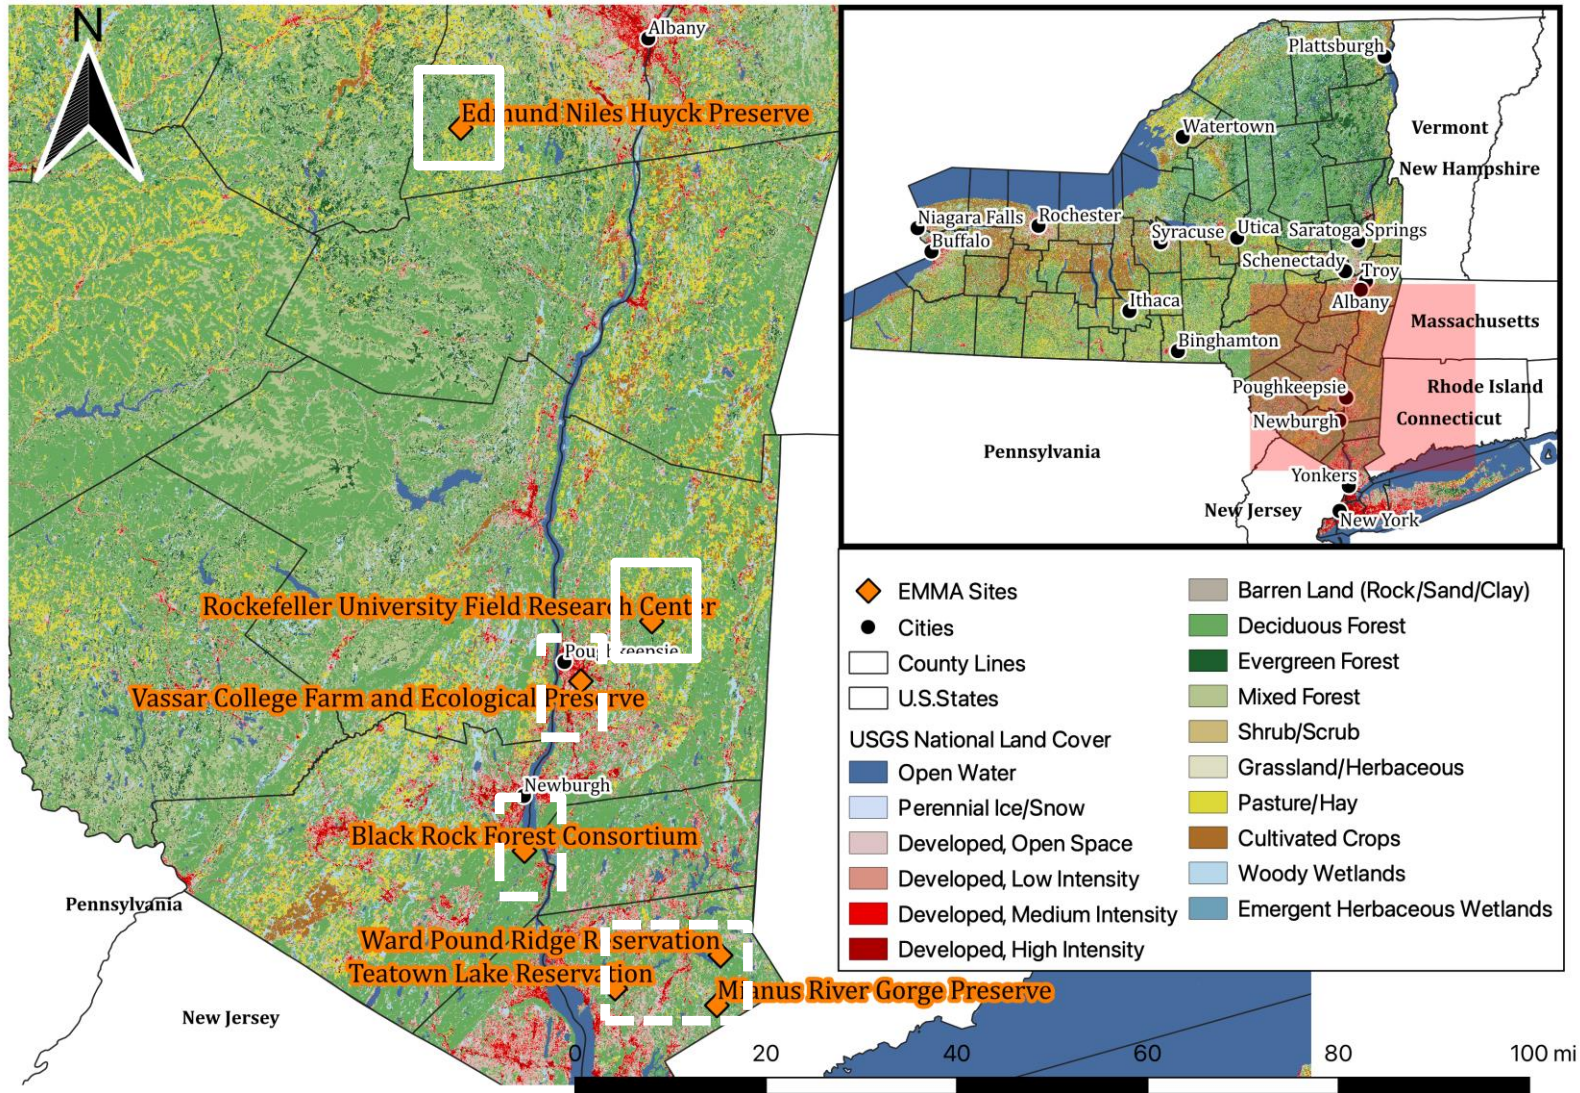 N
Albany
Edmund Niles Huyck Preserve
Rockefeller University Field Research Center
Poughkeepsie
Vassar College Farm and Ecological Preserve
Newburgh
Black Rock Forest Consortium
Ward Pound Ridge Reservation
Teatown Lake Reservation
Mianus River Gorge Preserve
Pennsylvania
New Jersey
0 20 40 60 80 100 mi
Plattsburgh
Watertown
Vermont
New Hampshire
Niagara Falls
Rochester
Syracuse
Utica
Saratoga Springs
Buffalo
Schenectady
Troy
Albany
Ithaca
Massachusetts
Binghamton
Poughkeepsie
Rhode Island
Newburgh
Connecticut
Pennsylvania
Yonkers
New Jersey
New York
EMMA Sites
Cities
County Lines
U.S.States
USGS National Land Cover
Open Water
Perennial Ice/Snow
Developed, Open Space
Developed, Low Intensity
Developed, Medium Intensity
Developed, High Intensity
Barren Land (Rock/Sand/Clay)
Deciduous Forest
Evergreen Forest
Mixed Forest
Shrub/Scrub
Grassland/Herbaceous
Pasture/Hay
Cultivated Crops
Woody Wetlands
Emergent Herbaceous Wetlands